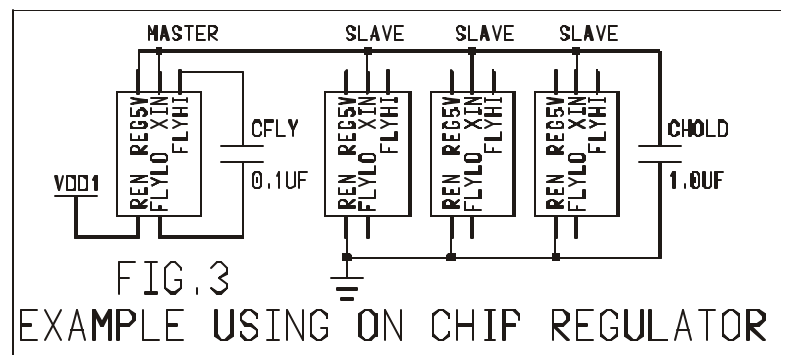 MASTER SLAVE SLAVE SLAVE
REG5V XIN FLYHI REG5V XIN FLYHI REG5V XIN FLYHI REG5V XIN FLYHI
REN FLYLO REN FLYLO REN FLYLO REN FLYLO
CFLY
0.1UF
CHOLD
1.0UF
VDD1
FIG.3
EXAMPLE USING ON CHIP REGULATOR